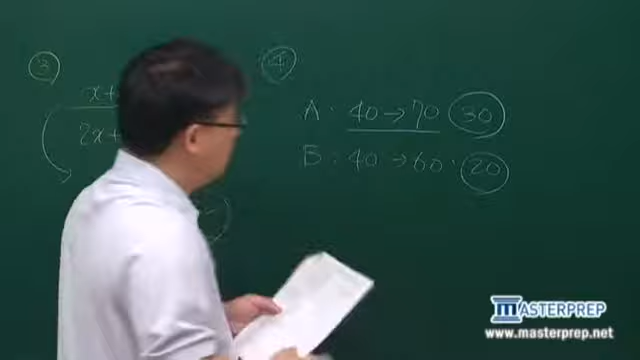 3
x+
2x+
4
A. 40→70 30
B: 40→60. 20
MASTERPREP
www.masterprep.net